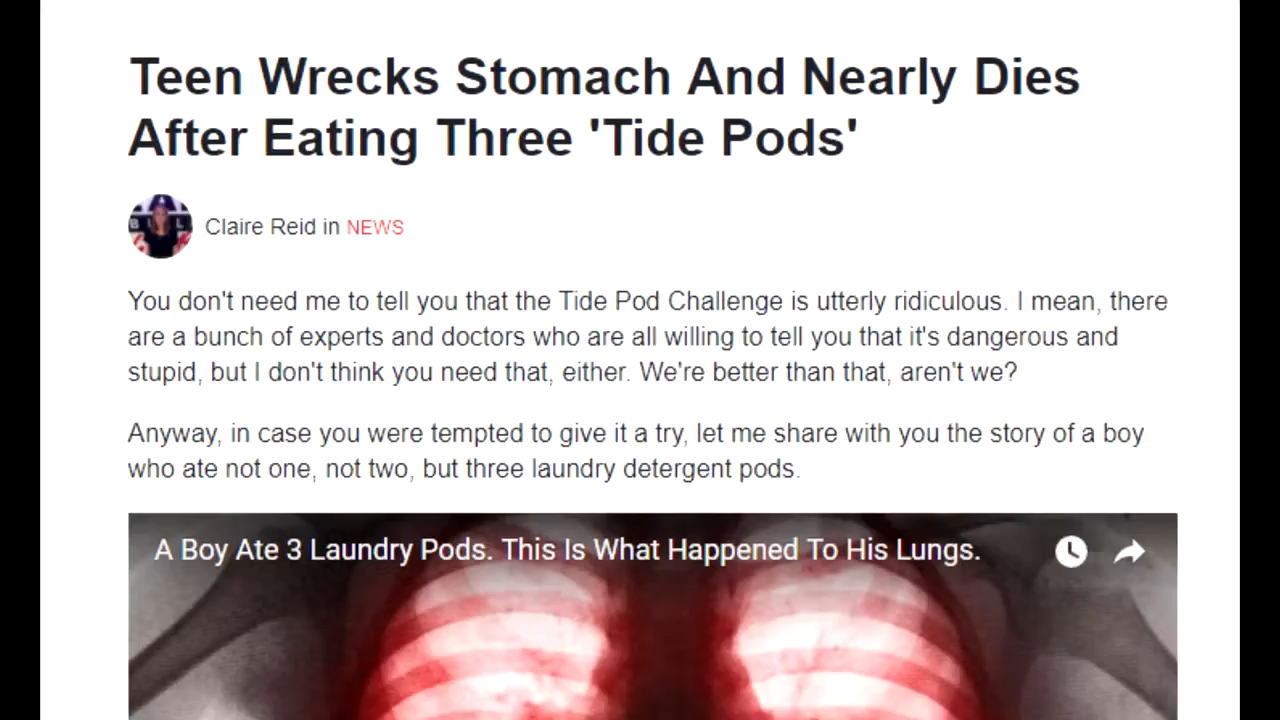 Teen Wrecks Stomach And Nearly Dies
After Eating Three 'Tide Pods'
Claire Reid in NEWS
You don't need me to tell you that the Tide Pod Challenge is utterly ridiculous. I mean, there
are a bunch of experts and doctors who are all willing to tell you that it's dangerous and
stupid, but I don't think you need that, either. We're better than that, aren't we?
Anyway, in case you were tempted to give it a try, let me share with you the story of a boy
who ate not one, not two, but three laundry detergent pods.
A Boy Ate 3 Laundry Pods. This Is What Happened To His Lungs.